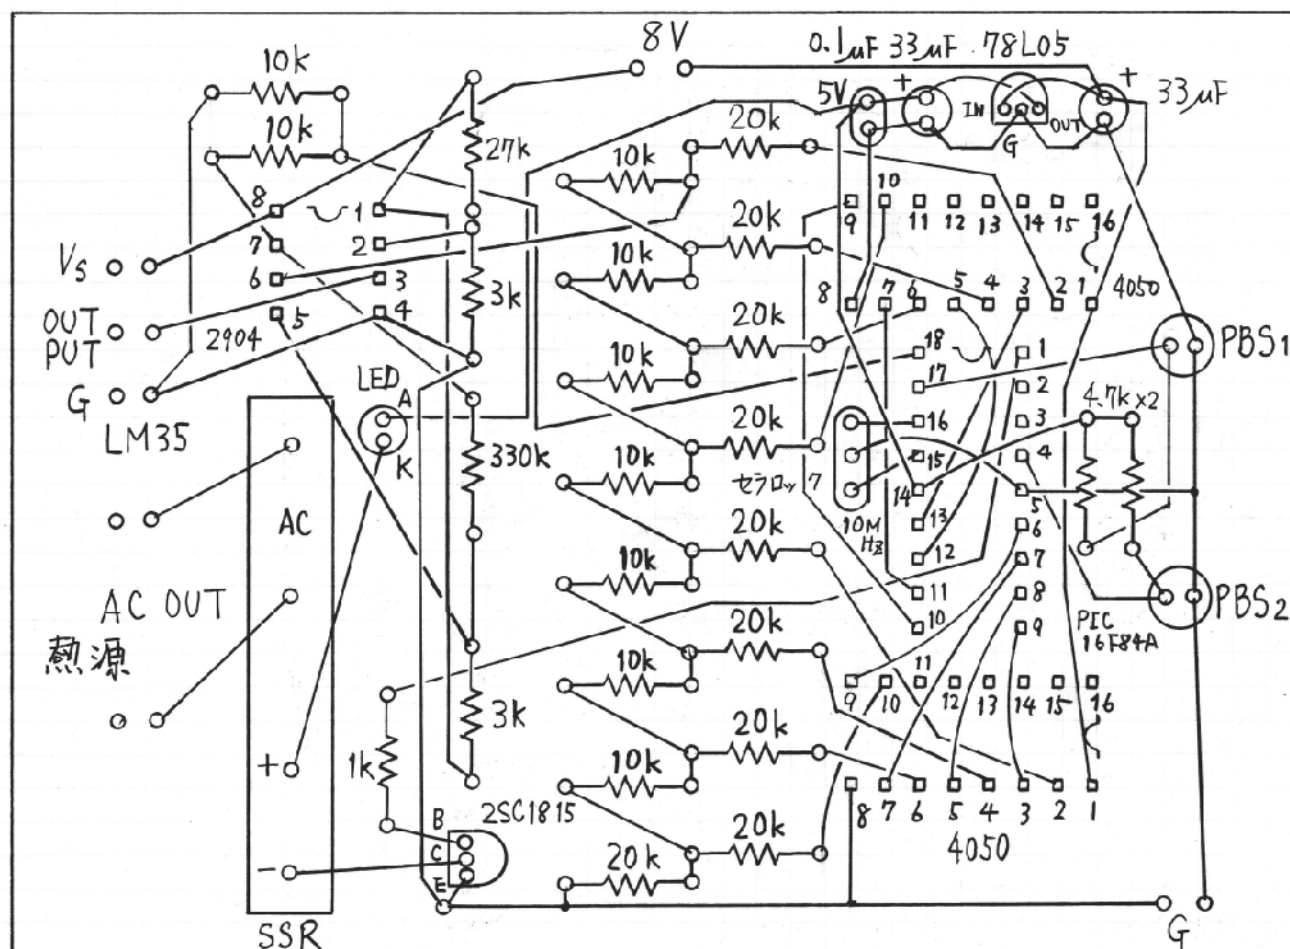 8V
0.1μF 33μF 78L05
10k
5V
+
IN
OUT
G
+
33μF
10k
27k
20k
10k
10
9
11
12
13
14
15
16
8
1
7
2
6
3
5
4
2904
Vs
OUT
PUT
G
LM35
3k
20k
10k
8
7
6
5
4
3
2
1
4050
20k
10k
PBS1
LED
A
K
18
17
16
15
14
13
12
11
10
1
2
3
4
5
6
7
8
9
4.7k×2
20k
330k
10k
セラロック
10M
Hz
AC
20k
10k
AC OUT
熱源
PBS2
PIC
16F84A
20k
10k
3k
9
10
11
12
13
14
15
16
+
1k
20k
10k
8
7
6
5
4
3
2
1
4050
2SC1815
B
C
E
20k
20k
-
SSR
G